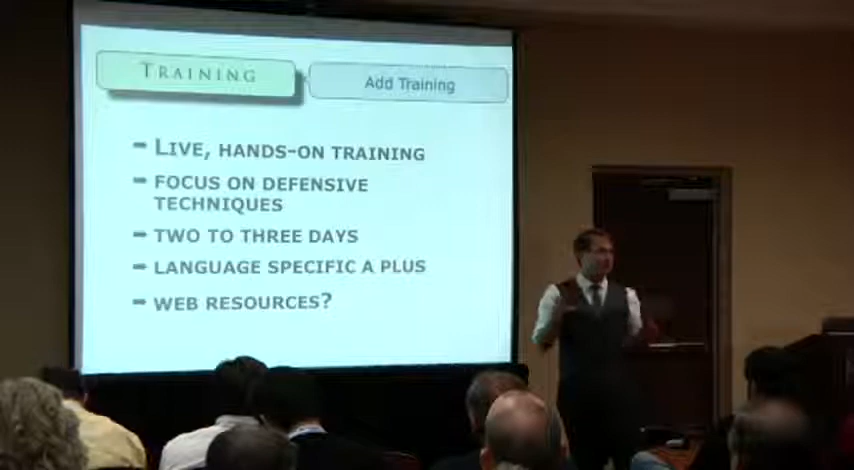 TRAINING
Add Training
- LIVE, HANDS-ON TRAINING
- FOCUS ON DEFENSIVE
TECHNIQUES
- TWO TO THREE DAYS
- LANGUAGE SPECIFIC A PLUS
- WEB RESOURCES?